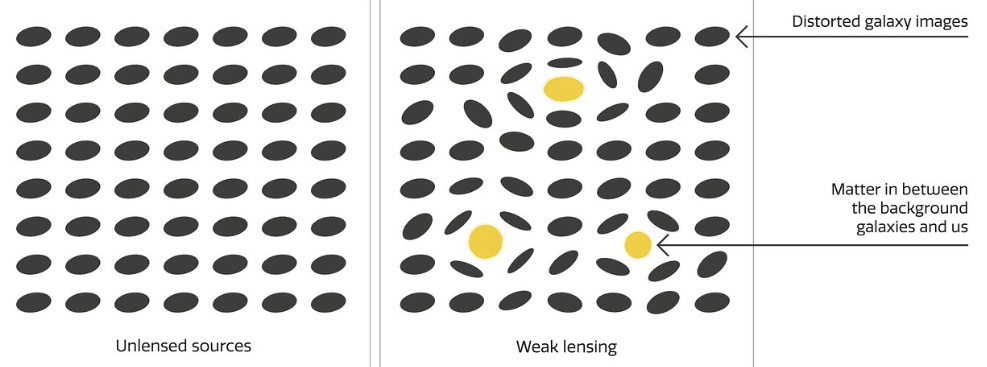 Distorted galaxy images
Matter in between
the background
galaxies and us
Unlensed sources
Weak lensing